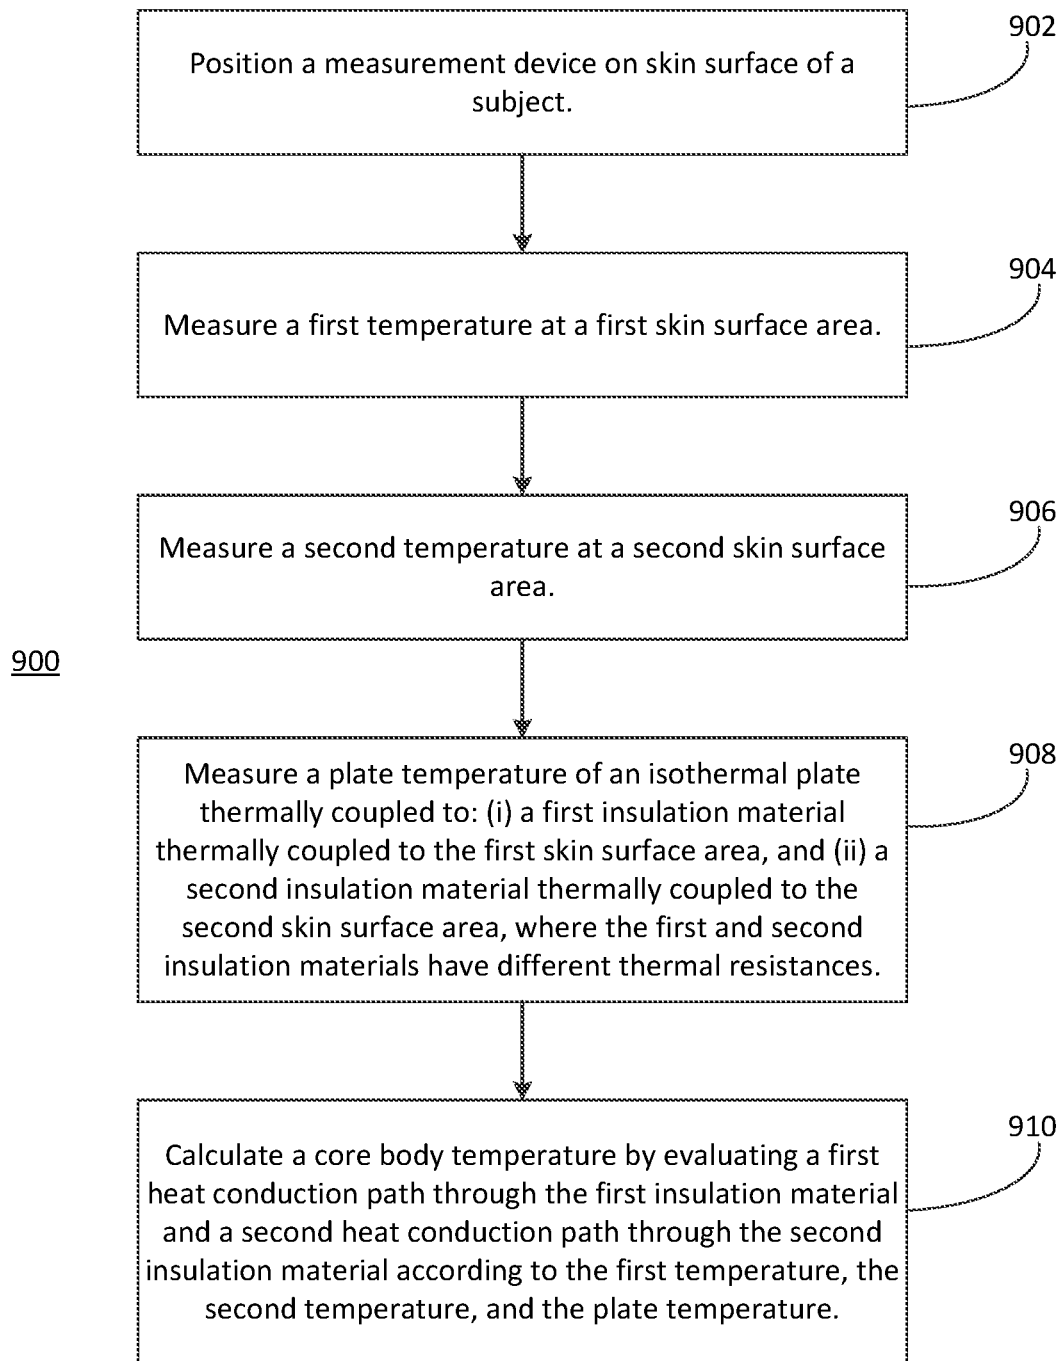 902
Position a measurement device on skin surface of a
subject.
904
Measure a first temperature at a first skin surface area.
906
Measure a second temperature at a second skin surface
area.
900
908
Measure a plate temperature of an isothermal plate
thermally coupled to: (i) a first insulation material
thermally coupled to the first skin surface area, and (ii) a
second insulation material thermally coupled to the
second skin surface area, where the first and second
insulation materials have different thermal resistances.
910
Calculate a core body temperature by evaluating a first
heat conduction path through the first insulation material
and a second heat conduction path through the second
insulation material according to the first temperature, the
second temperature, and the plate temperature.